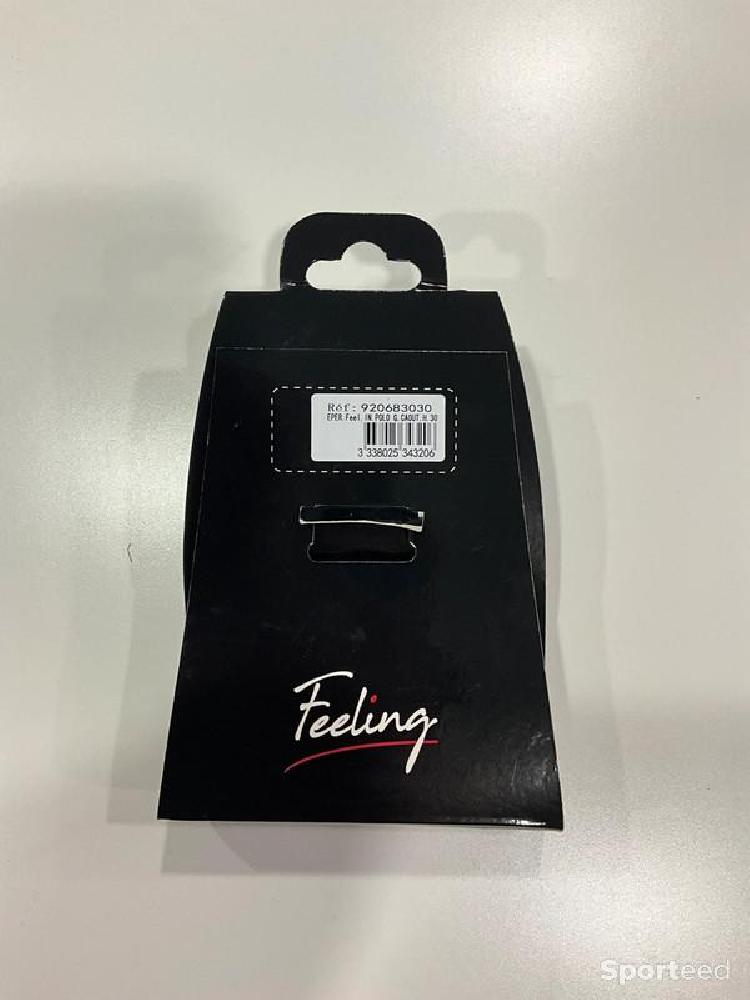 Réf: 920683030
EPER.Feel. IN.POLO G.CAOUT.H.30
3 338025 343206
Feeling
Sporteed